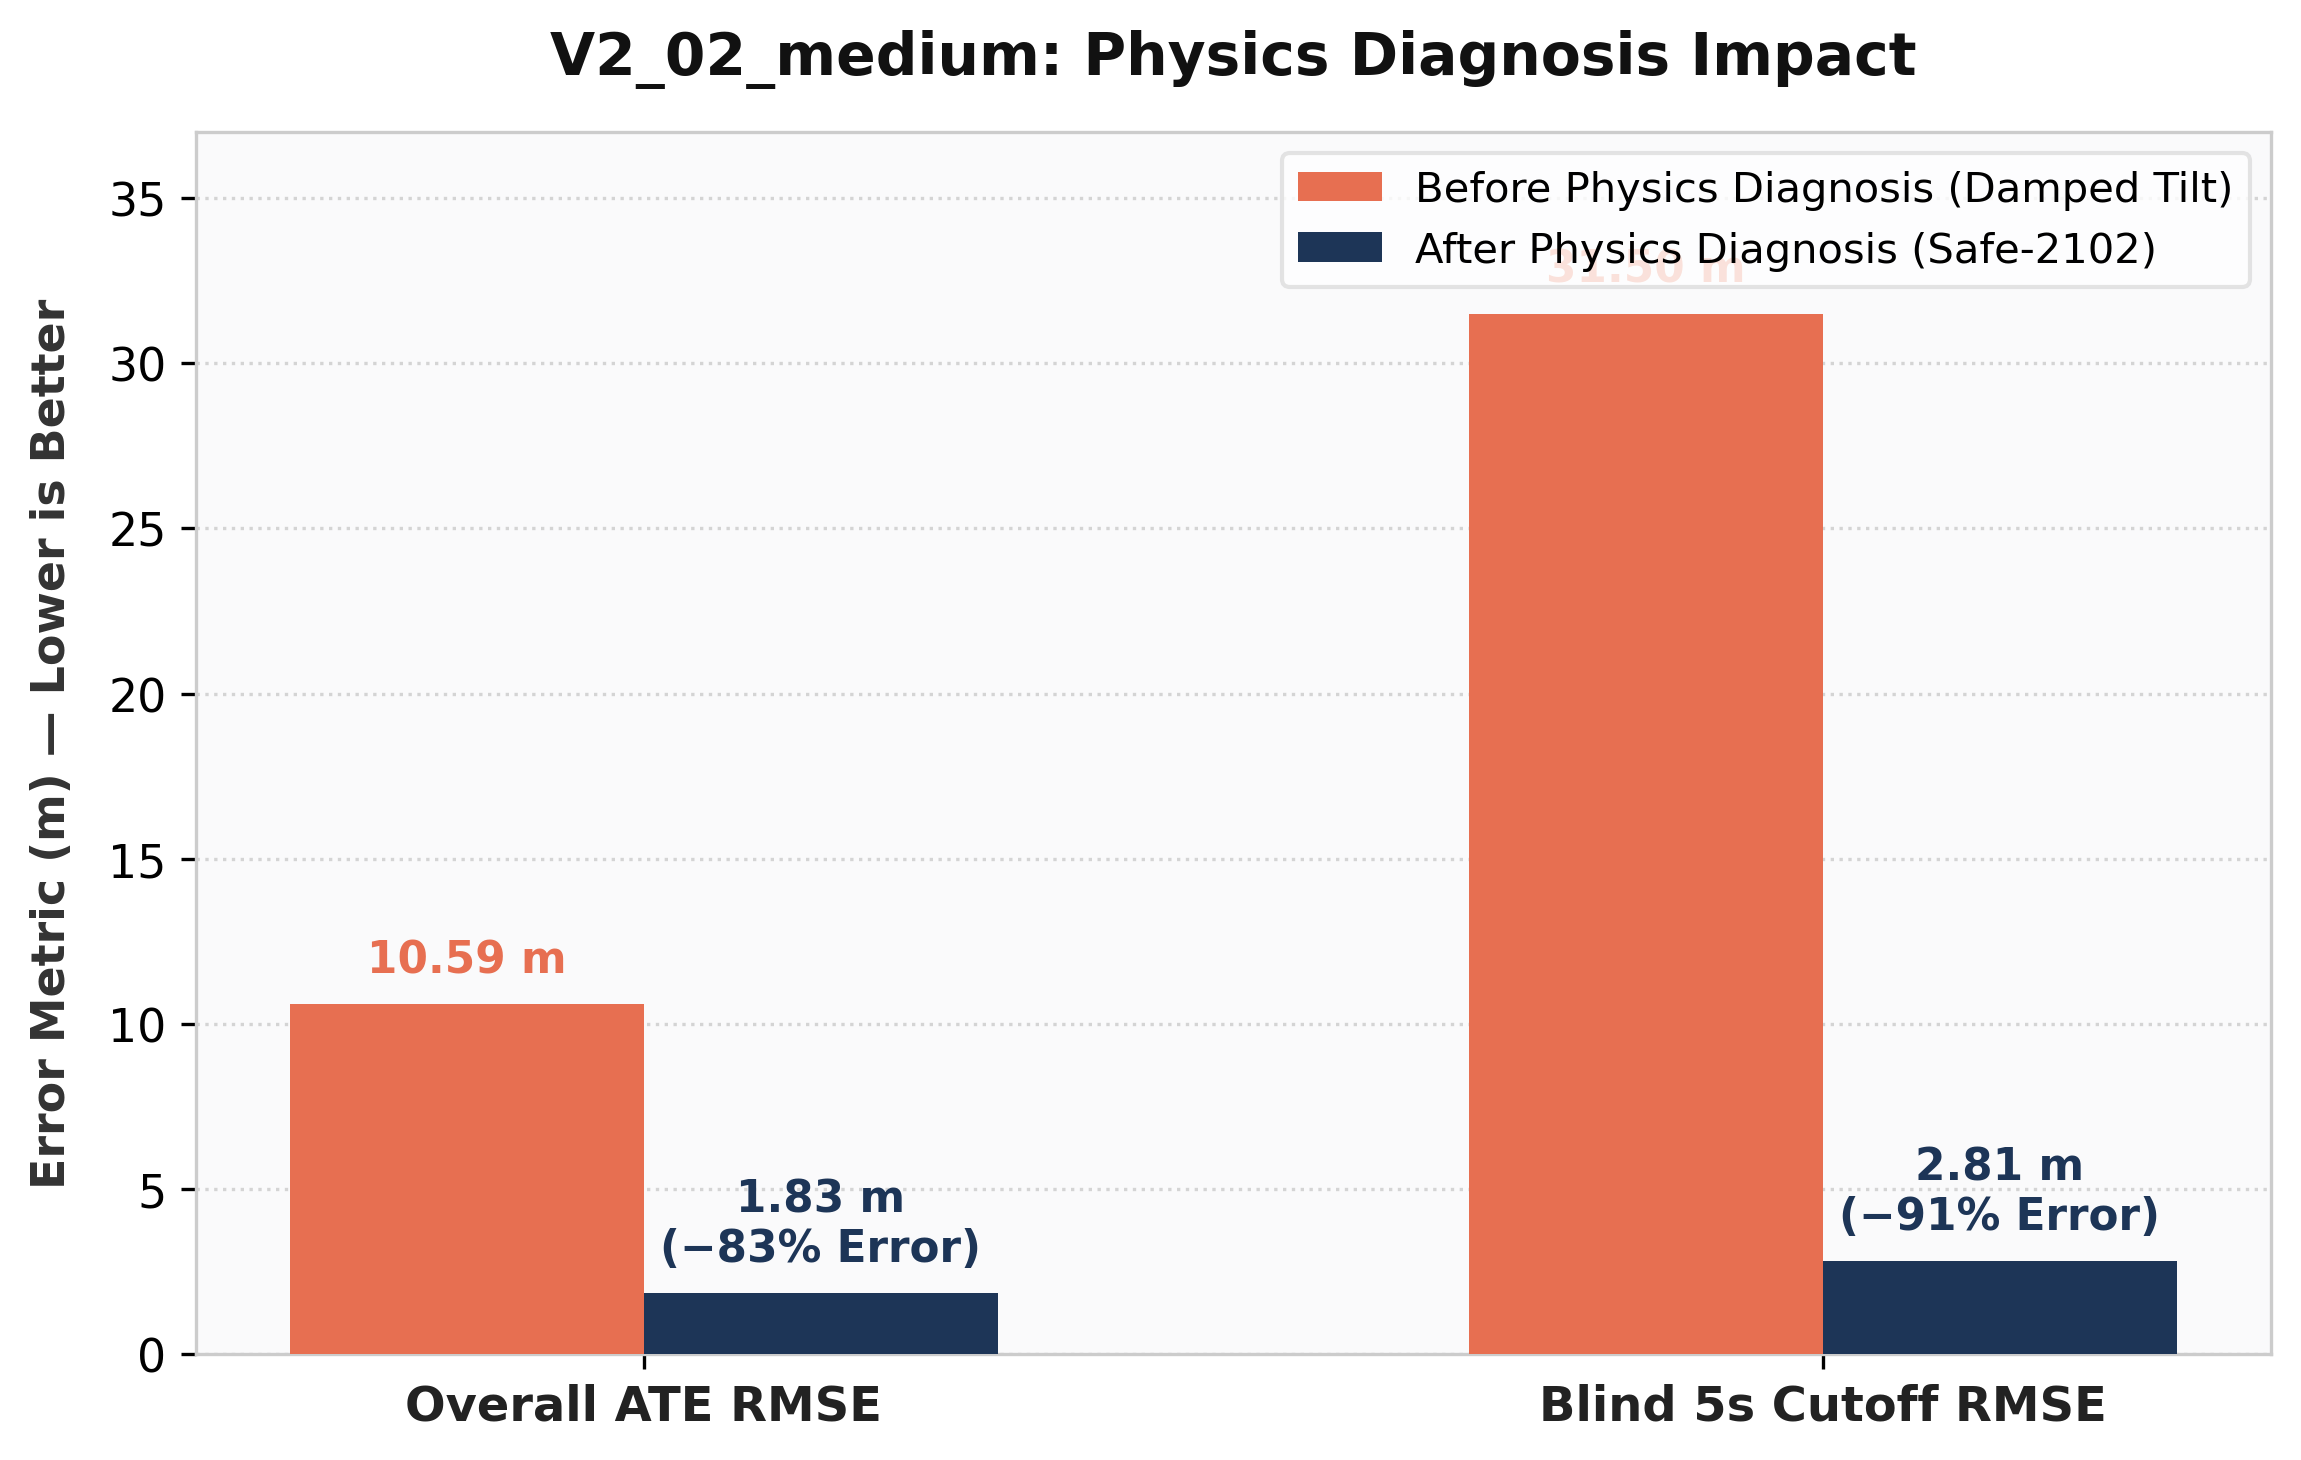 V2_02_medium: Physics Diagnosis Impact
Error Metric (m) — Lower is Better
35
30
25
20
15
10
5
0
Before Physics Diagnosis (Damped Tilt)
After Physics Diagnosis (Safe-2102)
31.50 m
10.59 m
1.83 m
(−83% Error)
2.81 m
(−91% Error)
Overall ATE RMSE
Blind 5s Cutoff RMSE